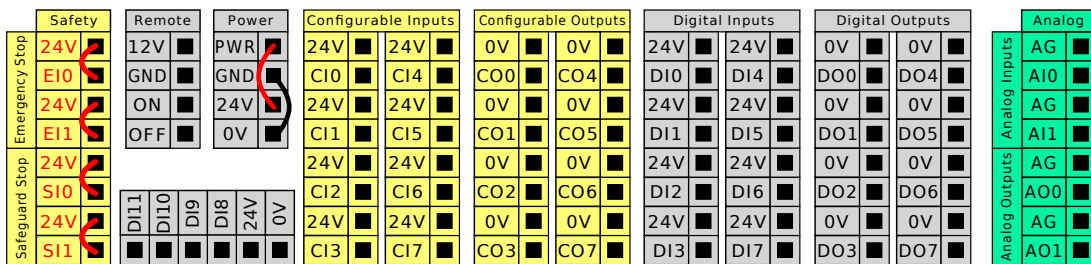 Safety
Emergency Stop
24V
EI0
24V
EI1
Safeguard Stop
24V
SI0
24V
SI1
Remote
12V
GND
ON
OFF
Power
PWR
GND
24V
0V
DI11 DI10 DI9 DI8 24V 0V
Configurable Inputs
24V 24V
CI0 CI4
24V 24V
CI1 CI5
24V 24V
CI2 CI6
24V 24V
CI3 CI7
Configurable Outputs
0V 0V
CO0 CO4
0V 0V
CO1 CO5
0V 0V
CO2 CO6
0V 0V
CO3 CO7
Digital Inputs
24V 24V
DI0 DI4
24V 24V
DI1 DI5
24V 24V
DI2 DI6
24V 24V
DI3 DI7
Digital Outputs
0V 0V
DO0 DO4
0V 0V
DO1 DO5
0V 0V
DO2 DO6
0V 0V
DO3 DO7
Analog
Analog Inputs
AG
AI0
AG
AI1
Analog Outputs
AG
AO0
AG
AO1